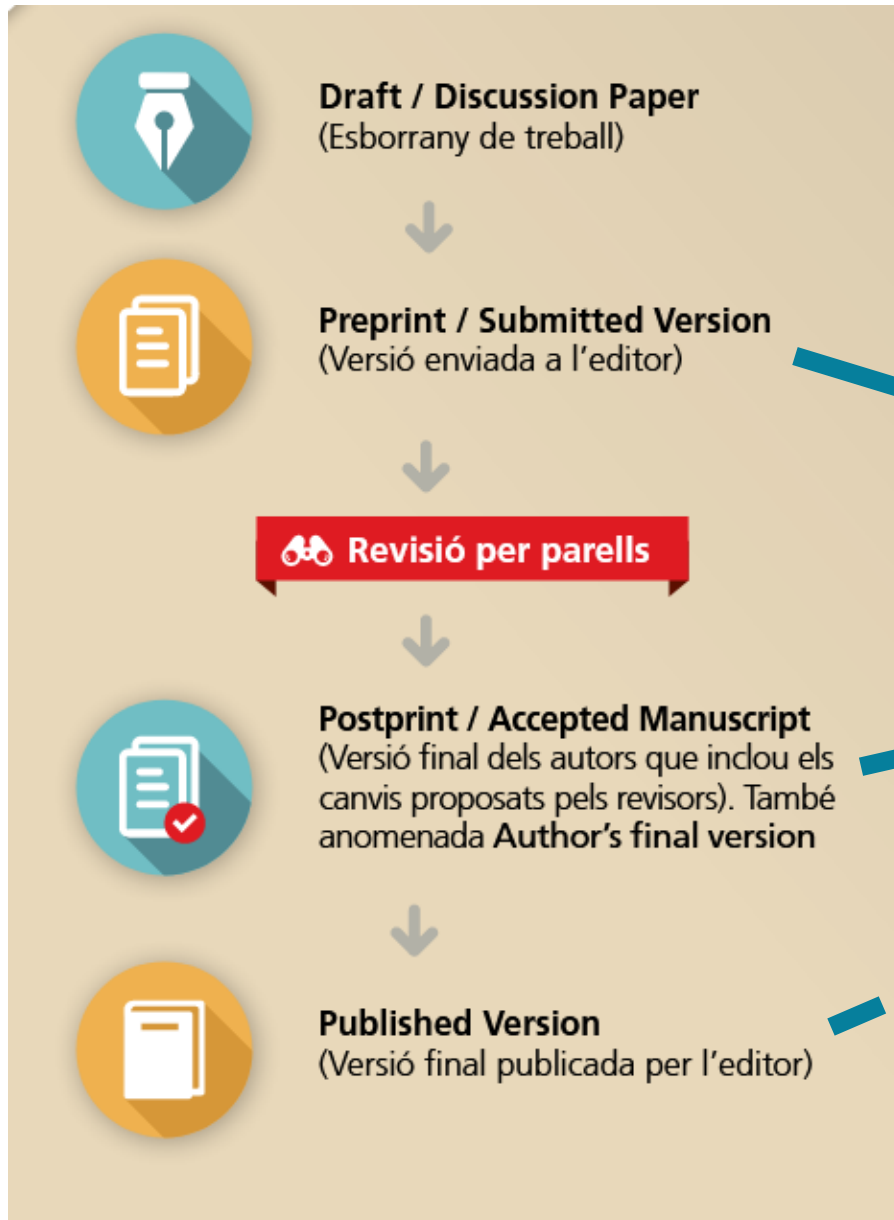 Draft / Discussion Paper
(Esborrany de treball)
Preprint / Submitted Version
(Versió enviada a l'editor)
Revisió per parells
Postprint / Accepted Manuscript
(Versió final dels autors que inclou els
canvis proposats pels revisors). També
anomenada Author's final version
Published Version
(Versió final publicada per l'editor)